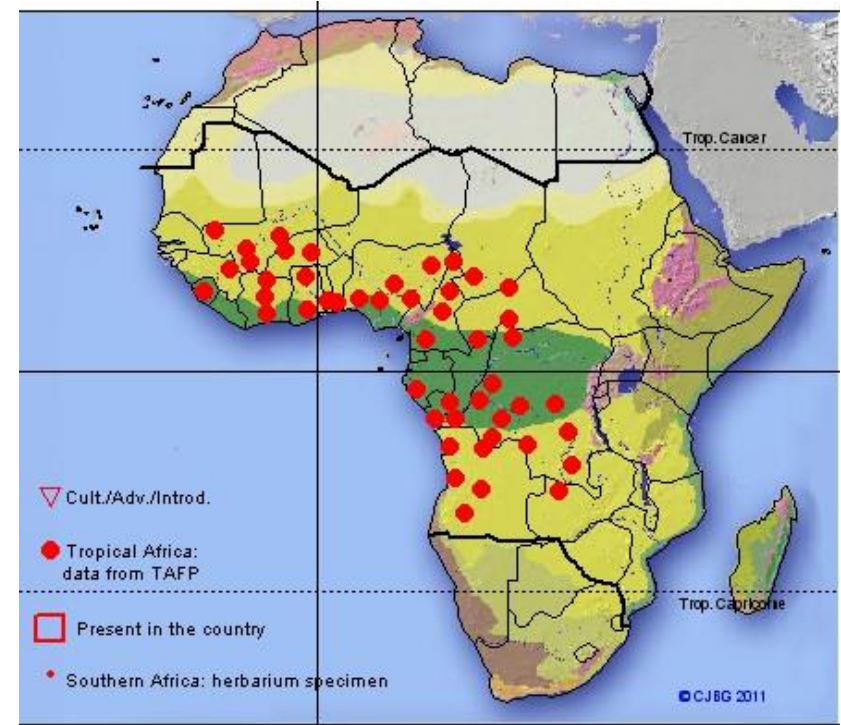 Trop. Cancer
Cult./Adv./Introd.
Tropical Africa:
data from TAFP
Trop. Capricorne
Present in the country
Southern Africa: herbarium specimen
© CJBG 2011